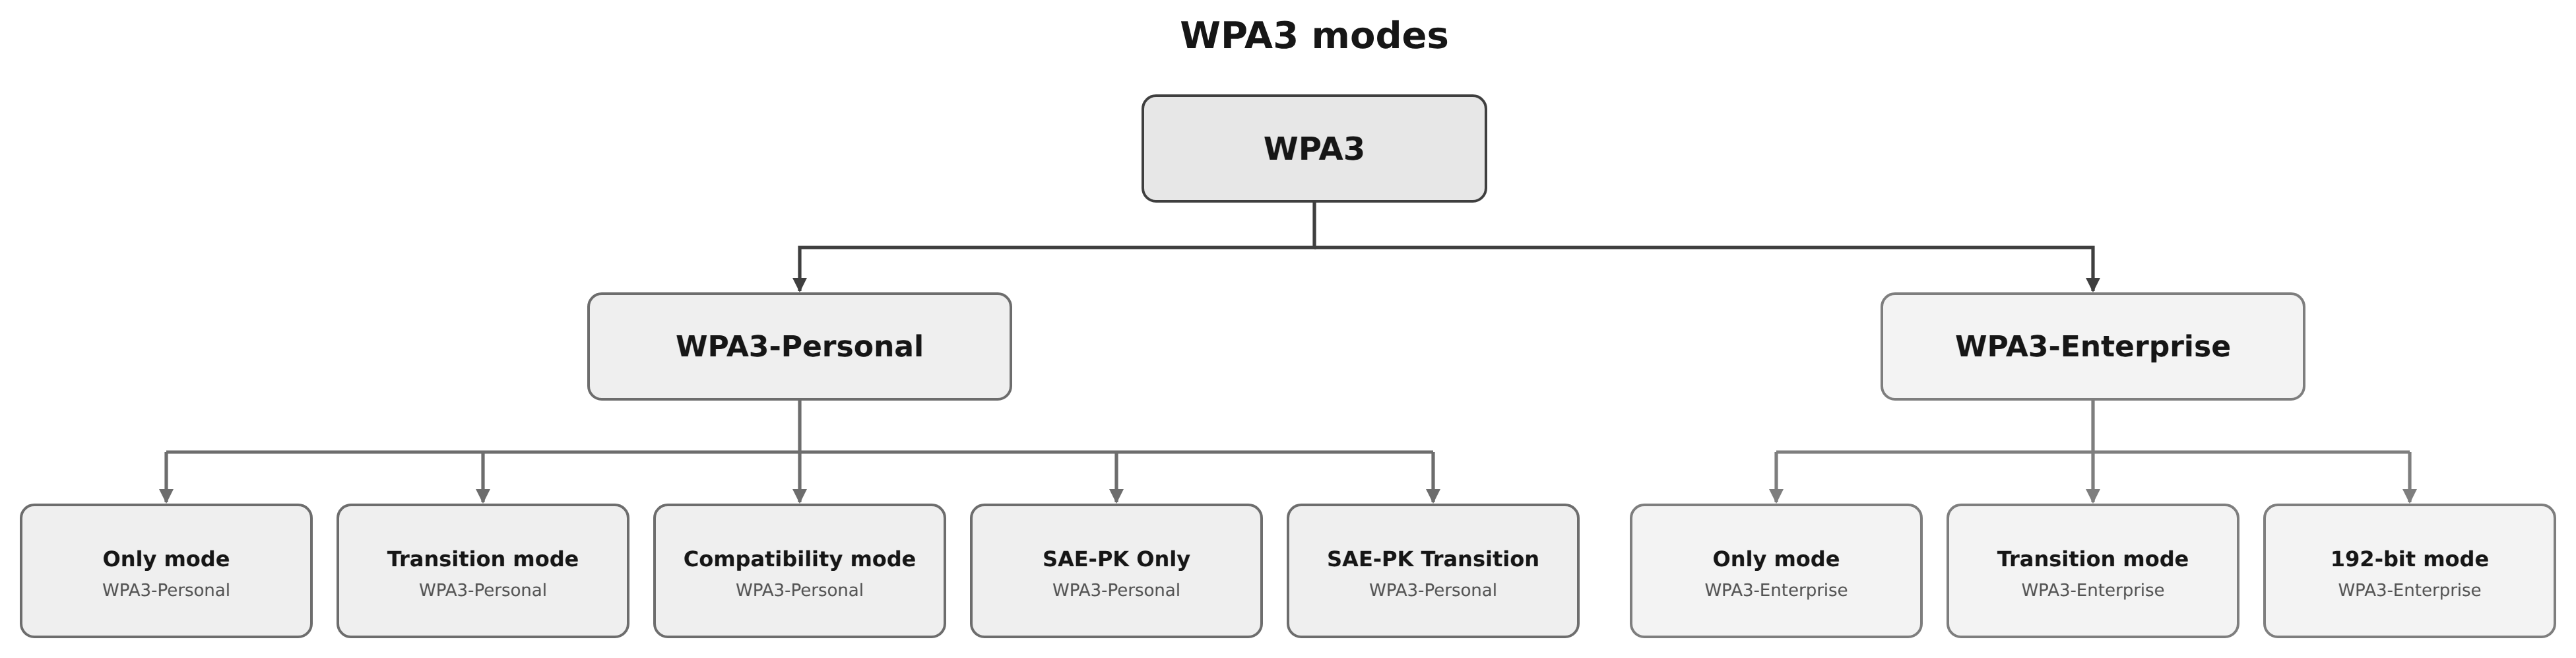 WPA3 modes
WPA3
WPA3-Personal
WPA3-Enterprise
Only mode
WPA3-Personal
Transition mode
WPA3-Personal
Compatibility mode
WPA3-Personal
SAE-PK Only
WPA3-Personal
SAE-PK Transition
WPA3-Personal
Only mode
WPA3-Enterprise
Transition mode
WPA3-Enterprise
192-bit mode
WPA3-Enterprise